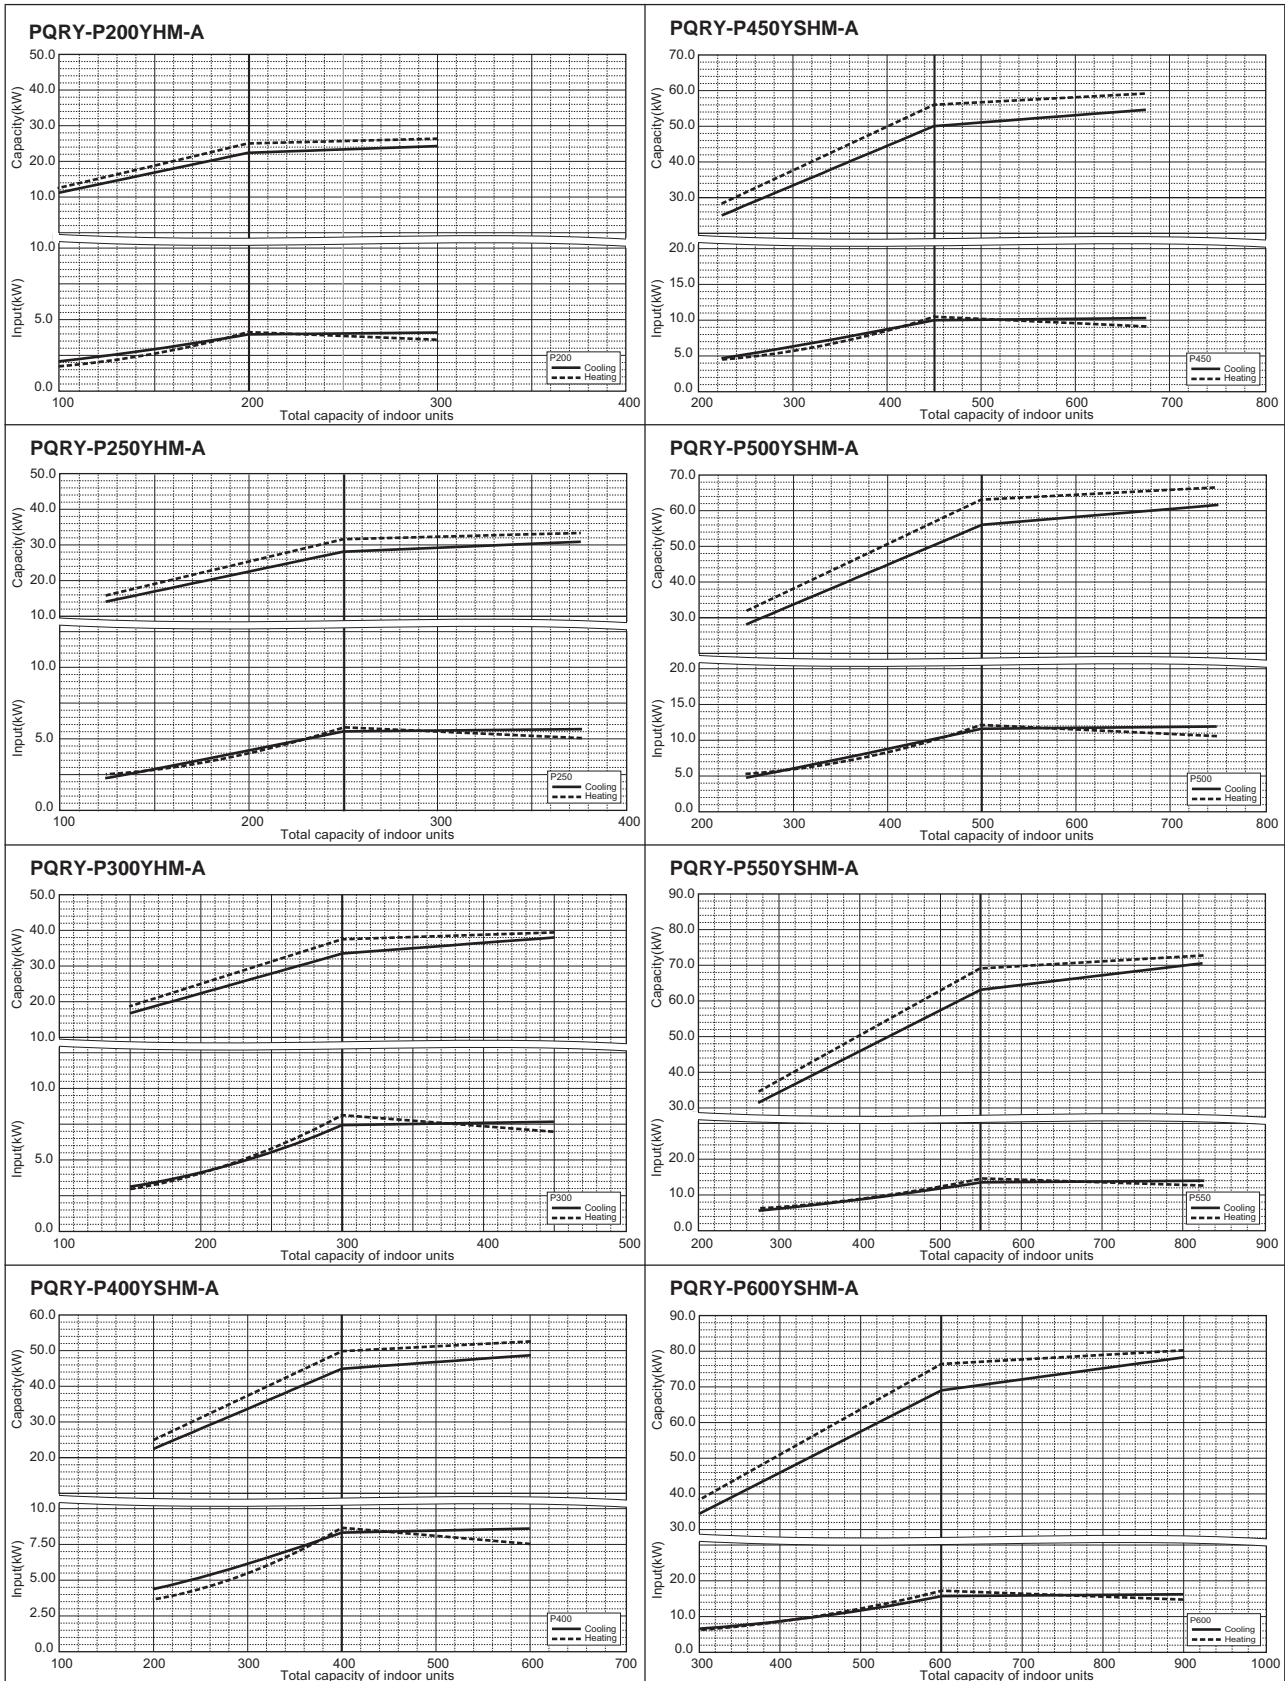 PQRY-P200YHM-A
Capacity(kW)
50.0
40.0
30.0
20.0
10.0
Input(kW)
10.0
5.0
0.0
P200
Cooling
Heating
100 200 300 400
Total capacity of indoor units
PQRY-P450YSHM-A
Capacity(kW)
70.0
60.0
50.0
40.0
30.0
Input(kW)
20.0
15.0
10.0
5.0
0.0
P450
Cooling
Heating
200 300 400 500 600 700 800
Total capacity of indoor units
PQRY-P250YHM-A
Capacity(kW)
50.0
40.0
30.0
20.0
10.0
Input(kW)
10.0
5.0
0.0
P250
Cooling
Heating
100 200 300 400
Total capacity of indoor units
PQRY-P500YSHM-A
Capacity(kW)
70.0
60.0
50.0
40.0
30.0
Input(kW)
20.0
15.0
10.0
5.0
0.0
P500
Cooling
Heating
200 300 400 500 600 700 800
Total capacity of indoor units
PQRY-P300YHM-A
Capacity(kW)
50.0
40.0
30.0
20.0
10.0
Input(kW)
10.0
5.0
0.0
P300
Cooling
Heating
100 200 300 400 500
Total capacity of indoor units
PQRY-P550YSHM-A
Capacity(kW)
90.0
80.0
70.0
60.0
50.0
40.0
30.0
Input(kW)
20.0
10.0
0.0
P550
Cooling
Heating
200 300 400 500 600 700 800 900
Total capacity of indoor units
PQRY-P400YSHM-A
Capacity(kW)
60.0
50.0
40.0
30.0
20.0
Input(kW)
10.0
7.50
5.00
2.50
0.0
P400
Cooling
Heating
100 200 300 400 500 600 700
Total capacity of indoor units
PQRY-P600YSHM-A
Capacity(kW)
90.0
80.0
70.0
60.0
50.0
40.0
30.0
Input(kW)
20.0
10.0
0.0
P600
Cooling
Heating
300 400 500 600 700 800 900 1000
Total capacity of indoor units